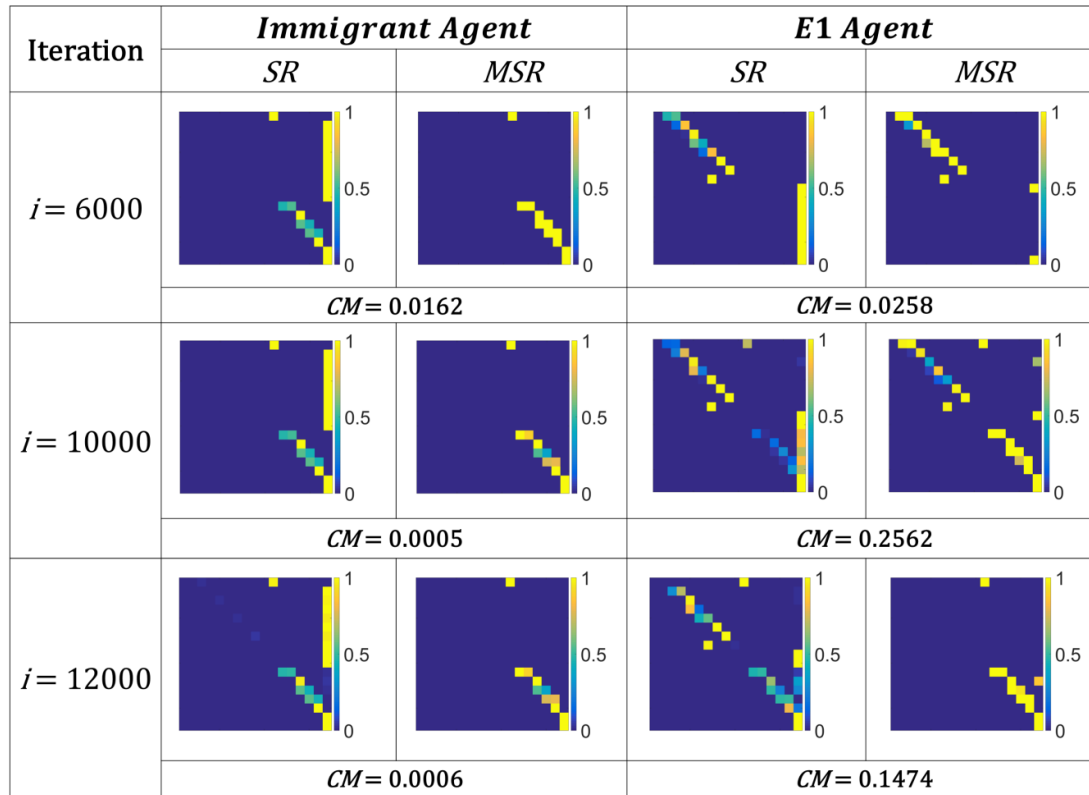 Iteration
Immigrant Agent
E1 Agent
SR
MSR
SR
MSR
i = 6000
1
0.5
0
1
0.5
0
1
0.5
0
1
0.5
0
CM = 0.0162
CM = 0.0258
i = 10000
1
0.5
0
1
0.5
0
1
0.5
0
1
0.5
0
CM = 0.0005
CM = 0.2562
i = 12000
1
0.5
0
1
0.5
0
1
0.5
0
1
0.5
0
CM = 0.0006
CM = 0.1474